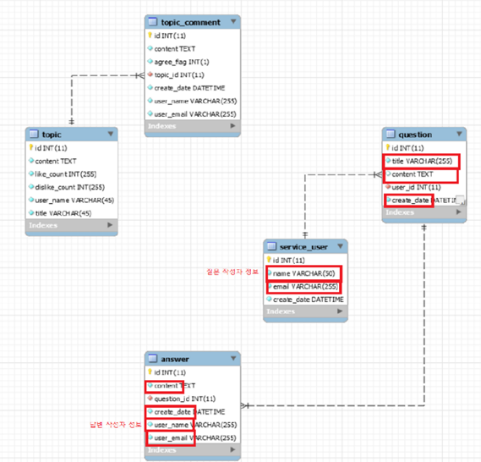 topic_comment
id INT(11)
content TEXT
agree_flag INT(1)
topic_id INT(11)
create_date DATETIME
user_name VARCHAR(255)
user_email VARCHAR(255)
Indexes
topic
id INT(11)
content TEXT
like_count INT(255)
dislike_count INT(255)
user_name VARCHAR(45)
title VARCHAR(45)
Indexes
question
id INT(11)
title VARCHAR(255)
content TEXT
user_id INT(11)
create_date DATETIM
Indexes
service_user
id INT(11)
name VARCHAR(50)
email VARCHAR(255)
create_date DATETIME
Indexes
질문 작성자 정보
answer
id INT(11)
content TEXT
question_id INT(11)
create_date DATETIME
user_name VARCHAR(255)
user_email VARCHAR(255)
Indexes
답변 작성자 정보